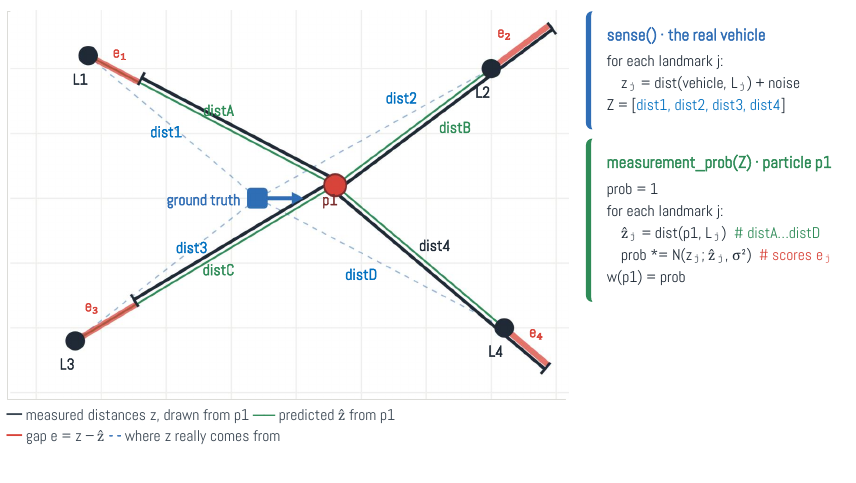 e₁
e₂
L1
L2
distA
dist2
dist1
distB
ground truth
p1
dist3
dist4
distC
distD
e₃
e₄
L3
L4
— measured distances z, drawn from p1 — predicted ẑ from p1
— gap e = z − ẑ - - where z really comes from
sense() · the real vehicle
for each landmark j:
zⱼ = dist(vehicle, Lⱼ) + noise
Z = [dist1, dist2, dist3, dist4]
measurement_prob(Z) · particle p1
prob = 1
for each landmark j:
ẑⱼ = dist(p1, Lⱼ) # distA…distD
prob *= N(zⱼ; ẑⱼ, σ²) # scores eⱼ
w(p1) = prob